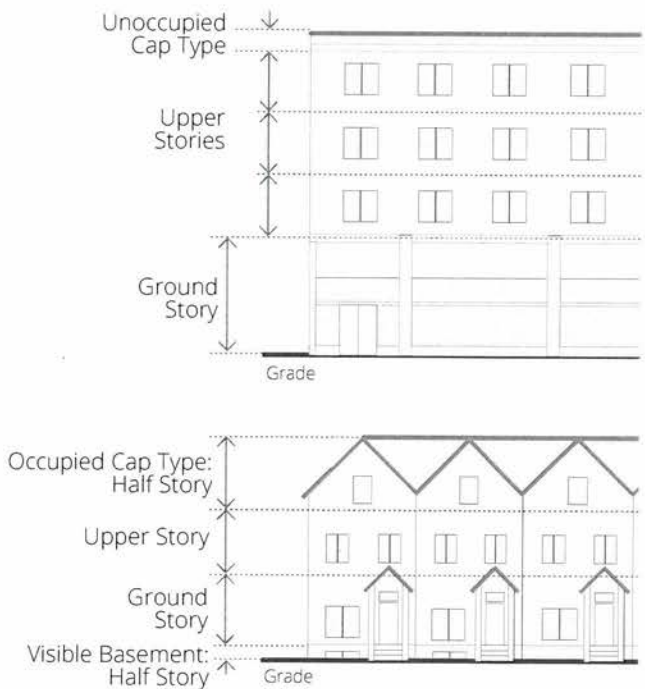 Unoccupied
Cap Type
Upper
Stories
Ground
Story
Grade
Occupied Cap Type:
Half Story
Upper Story
Ground
Story
Visible Basement:
Half Story
Grade